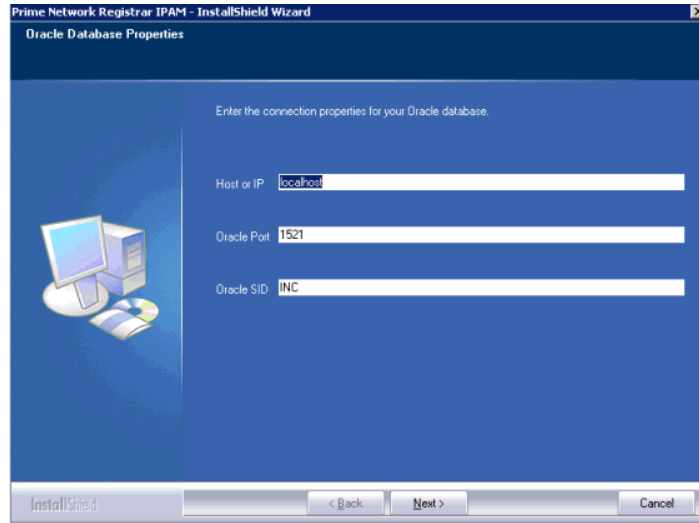 Prime Network Registrar IPAM - InstallShield Wizard
Oracle Database Properties
Enter the connection properties for your Oracle database.
Host or IP localhost
Oracle Port 1521
Oracle SID INC
InstallShield
< Back Next > Cancel